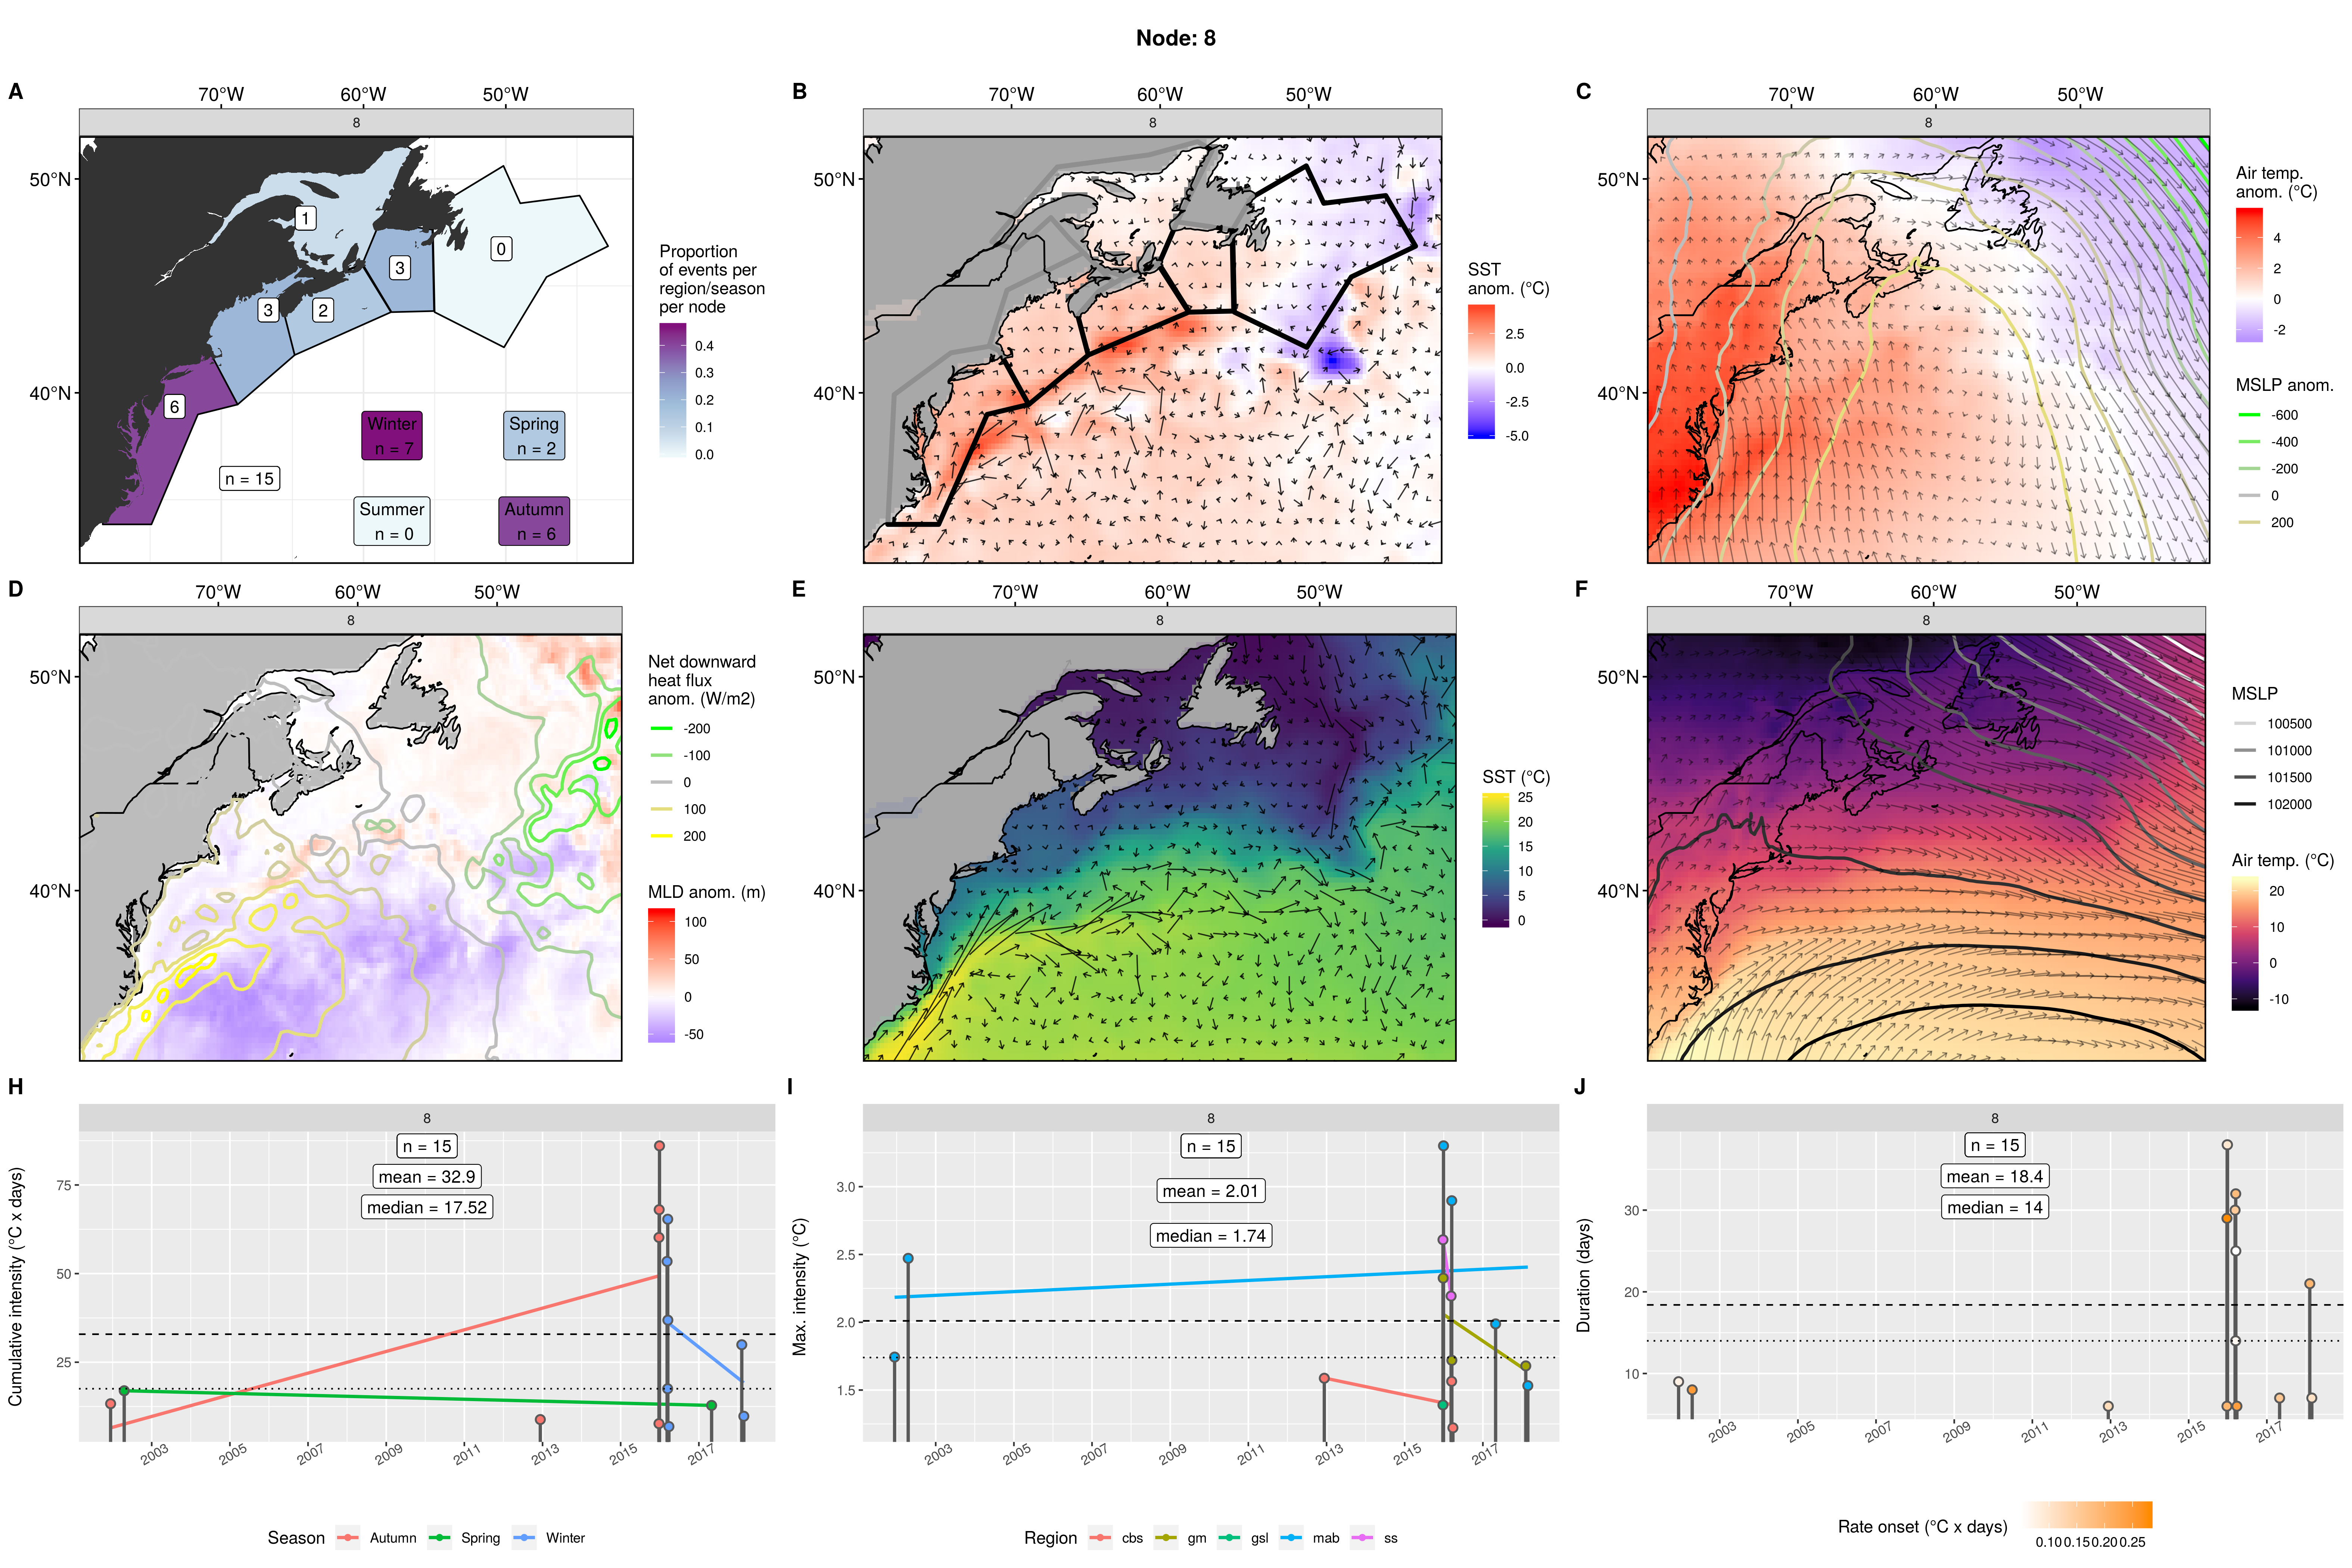 Node: 8
A
70°W
60°W
50°W
8
50°N
40°N
1
3
0
3
2
6
n = 15
Winter
n = 7
Spring
n = 2
Summer
n = 0
Autumn
n = 6
Proportion
of events per
region/season
per node
0.4
0.3
0.2
0.1
0.0
B
70°W
60°W
50°W
8
50°N
40°N
SST
anom. (°C)
2.5
0.0
-2.5
-5.0
C
70°W
60°W
50°W
8
50°N
40°N
Air temp.
anom. (°C)
4
2
0
-2
MSLP anom.
-600
-400
-200
0
200
D
70°W
60°W
50°W
8
50°N
40°N
Net downward
heat flux
anom. (W/m2)
-200
-100
0
100
200
MLD anom. (m)
100
50
0
-50
E
70°W
60°W
50°W
8
50°N
40°N
SST (°C)
25
20
15
10
5
0
F
70°W
60°W
50°W
8
50°N
40°N
MSLP
100500
101000
101500
102000
Air temp. (°C)
20
10
0
-10
H
8
n = 15
mean = 32.9
median = 17.52
Cumulative intensity (°C x days)
75
50
25
2003
2005
2007
2009
2011
2013
2015
2017
Season
Autumn
Spring
Winter
I
8
n = 15
mean = 2.01
median = 1.74
Max. intensity (°C)
3.0
2.5
2.0
1.5
2003
2005
2007
2009
2011
2013
2015
2017
Region
cbs
gm
gsl
mab
ss
J
8
n = 15
mean = 18.4
median = 14
Duration (days)
30
20
10
2003
2005
2007
2009
2011
2013
2015
2017
Rate onset (°C x days)
0.10 0.15 0.20 0.25